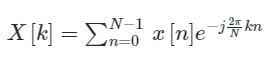 X[k] = ∑_{n=0}^{N-1} x[n]e^{-j\frac{2π}{N}kn}